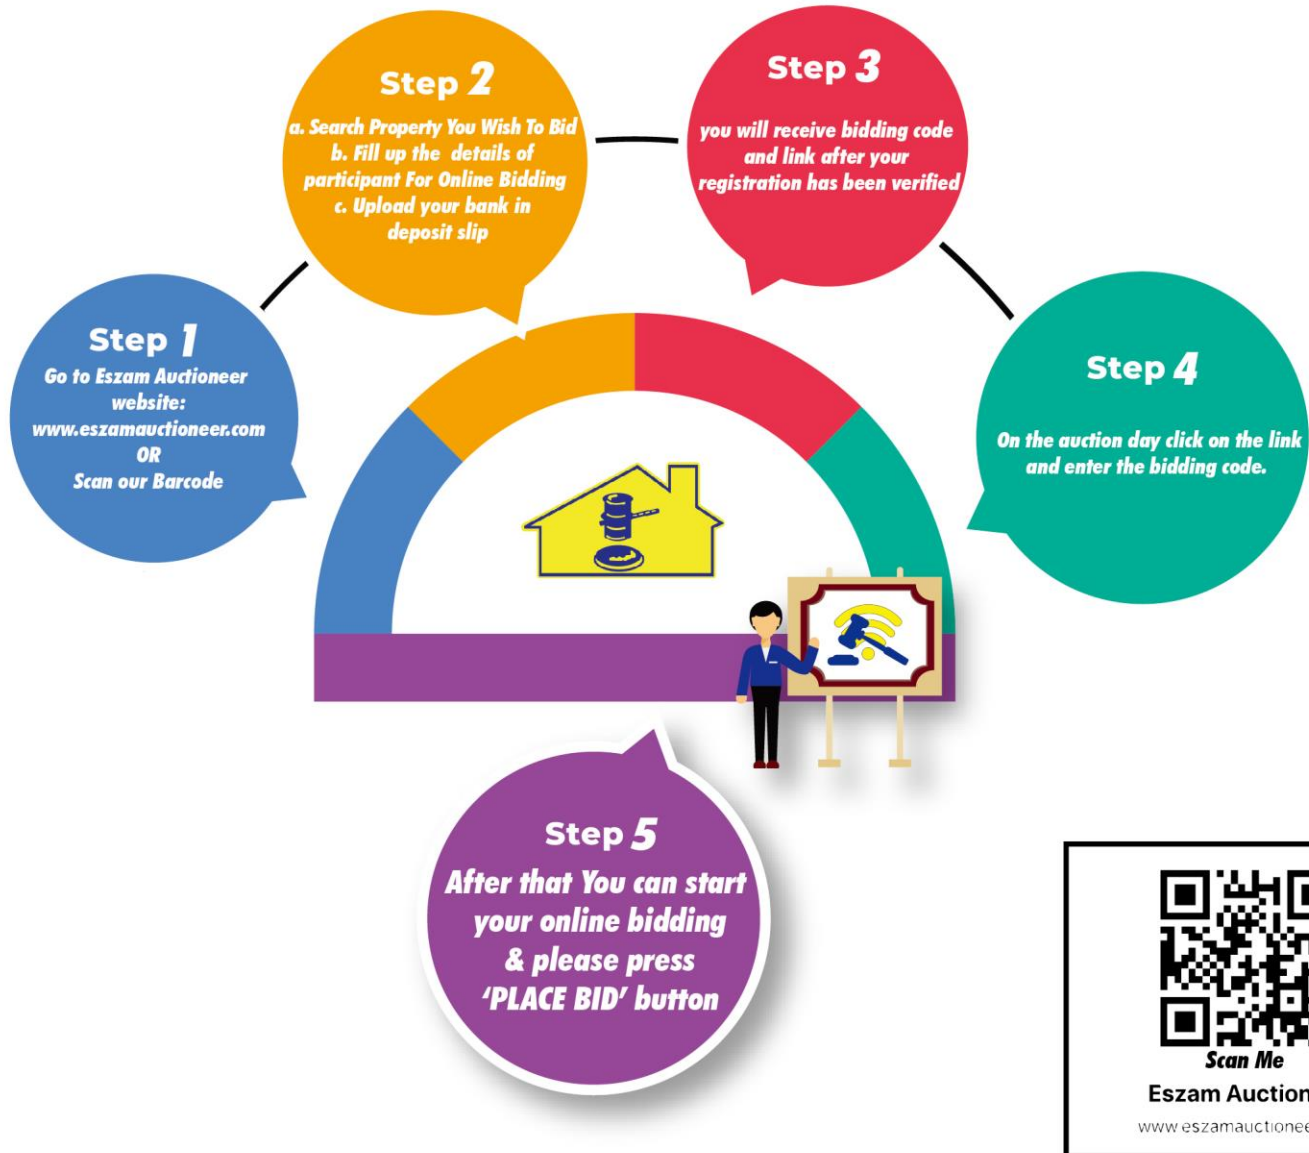 Step 1
Go to Eszam Auctioneer
website:
www.eszamauctioneer.com
OR
Scan our Barcode
Step 2
a. Search Property You Wish To Bid
b. Fill up the details of
participant For Online Bidding
c. Upload your bank in
deposit slip
Step 3
you will receive bidding code
and link after your
registration has been verified
Step 4
On the auction day click on the link
and enter the bidding code.
Step 5
After that You can start
your online bidding
& please press
‘PLACE BID’ button
Scan Me
Eszam Auction
www eszamauctionee